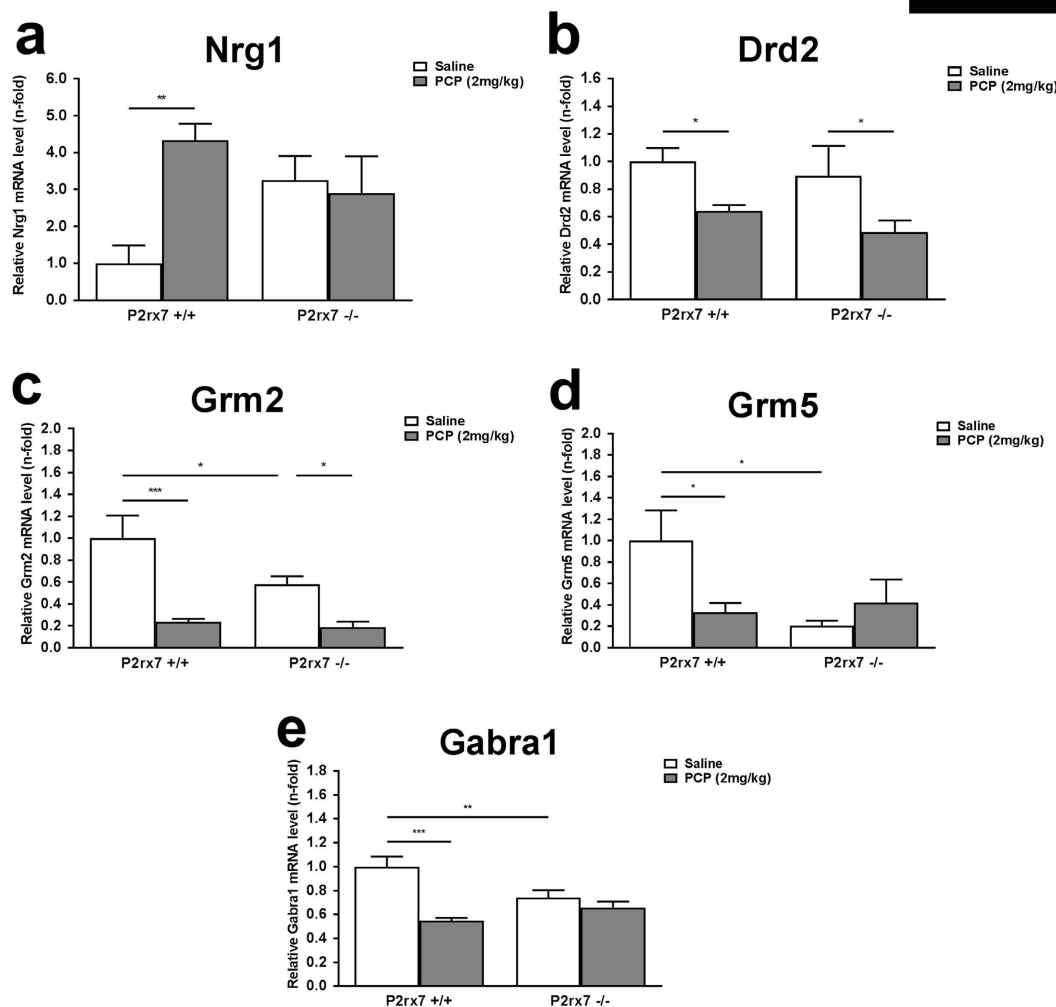 a
Nrg1
Saline
PCP (2mg/kg)
Relative Nrg1 mRNA level (n-fold)
6.0
5.0
4.0
3.0
2.0
1.0
0.0
**
P2rx7 +/+
P2rx7 -/-
b
Drd2
Saline
PCP (2mg/kg)
Relative Drd2 mRNA level (n-fold)
1.6
1.4
1.2
1.0
0.8
0.6
0.4
0.2
0.0
*
*
P2rx7 +/+
P2rx7 -/-
c
Grm2
Saline
PCP (2mg/kg)
Relative Grm2 mRNA level (n-fold)
2.0
1.8
1.6
1.4
1.2
1.0
0.8
0.6
0.4
0.2
0.0
*
*
***
P2rx7 +/+
P2rx7 -/-
d
Grm5
Saline
PCP (2mg/kg)
Relative Grm5 mRNA level (n-fold)
2.0
1.8
1.6
1.4
1.2
1.0
0.8
0.6
0.4
0.2
0.0
*
*
P2rx7 +/+
P2rx7 -/-
e
Gabra1
Saline
PCP (2mg/kg)
Relative Gabra1 mRNA level (n-fold)
1.8
1.6
1.4
1.2
1.0
0.8
0.6
0.4
0.2
0.0
**
***
P2rx7 +/+
P2rx7 -/-